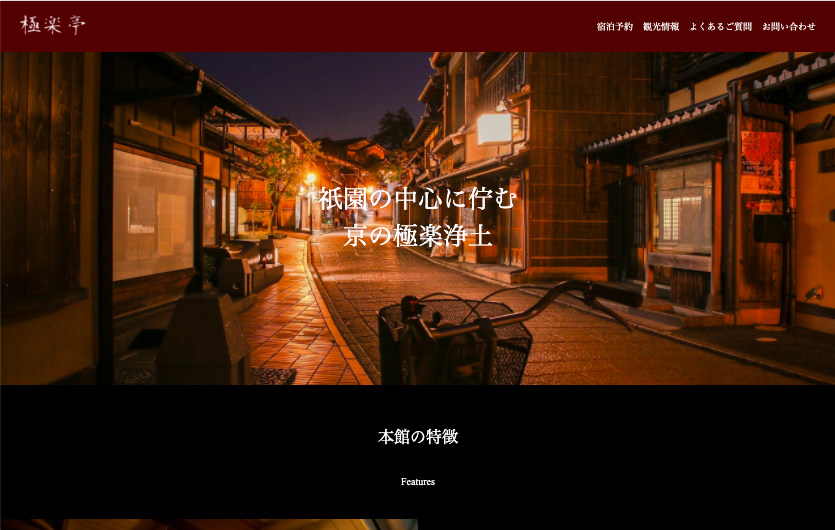 極楽亭
宿泊予約 観光情報 よくあるご質問 お問い合わせ
祇園の中心に佇む
京の極楽浄土
本館の特徴
Features